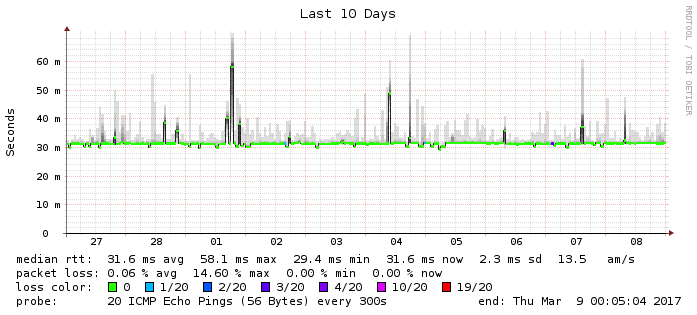 Last 10 Days
RRDTOOL / TOBI OETIKER
Seconds
60 m
50 m
40 m
30 m
20 m
10 m
0
27 28 01 02 03 04 05 06 07 08
median rtt: 31.6 ms avg 58.1 ms max 29.4 ms min 31.6 ms now 2.3 ms sd 13.5 am/s
packet loss: 0.06 % avg 14.60 % max 0.00 % min 0.00 % now
loss color: 0 1/20 2/20 3/20 4/20 10/20 19/20
probe: 20 ICMP Echo Pings (56 Bytes) every 300s end: Thu Mar 9 00:05:04 2017